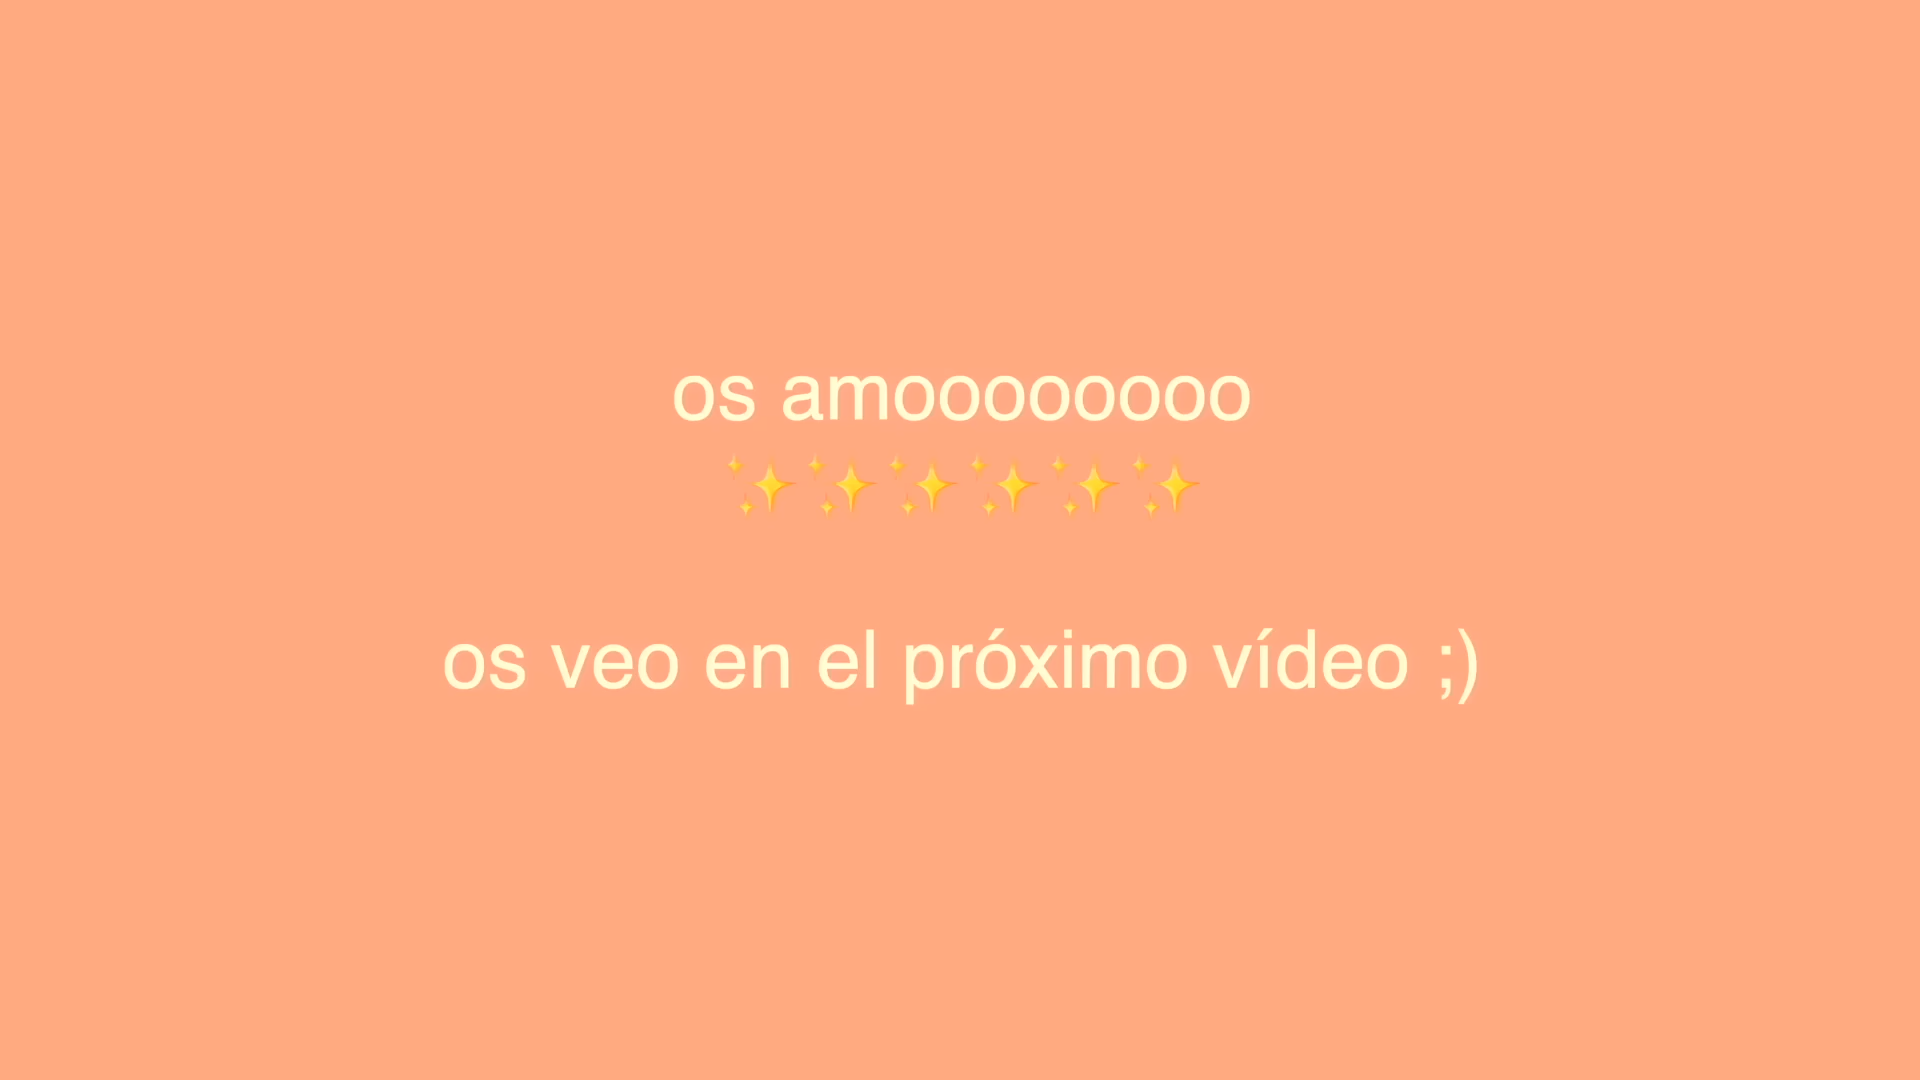 os amoooooooo
✨✨✨✨✨✨
os veo en el próximo vídeo ;)